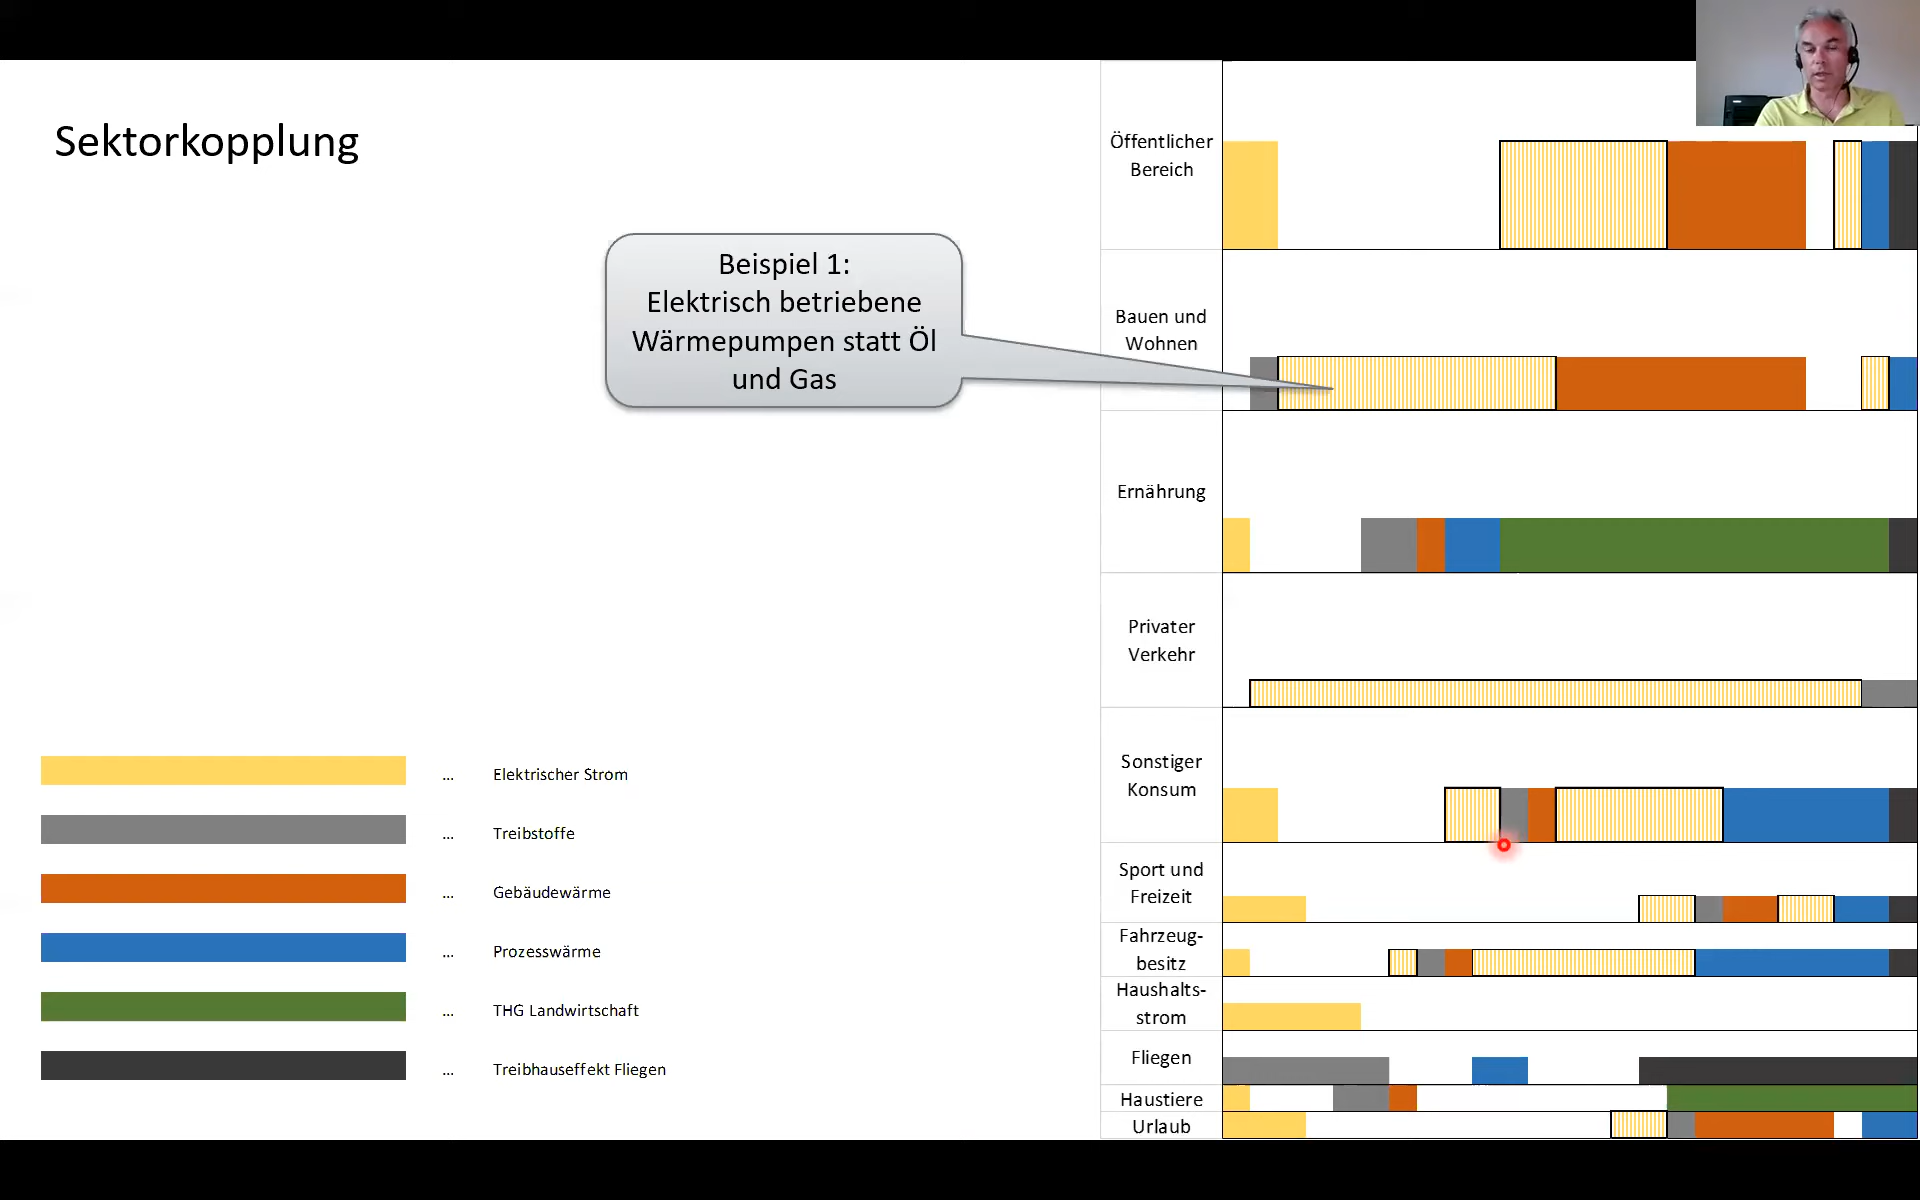 Sektorkopplung
Beispiel 1:
Elektrisch betriebene
Wärmepumpen statt Öl
und Gas
Öffentlicher
Bereich
Bauen und
Wohnen
Ernährung
Privater
Verkehr
Sonstiger
Konsum
Sport und
Freizeit
Fahrzeug-
besitz
Haushalts-
strom
Fliegen
Haustiere
Urlaub
... Elektrischer Strom
... Treibstoffe
... Gebäudewärme
... Prozesswärme
... THG Landwirtschaft
... Treibhauseffekt Fliegen